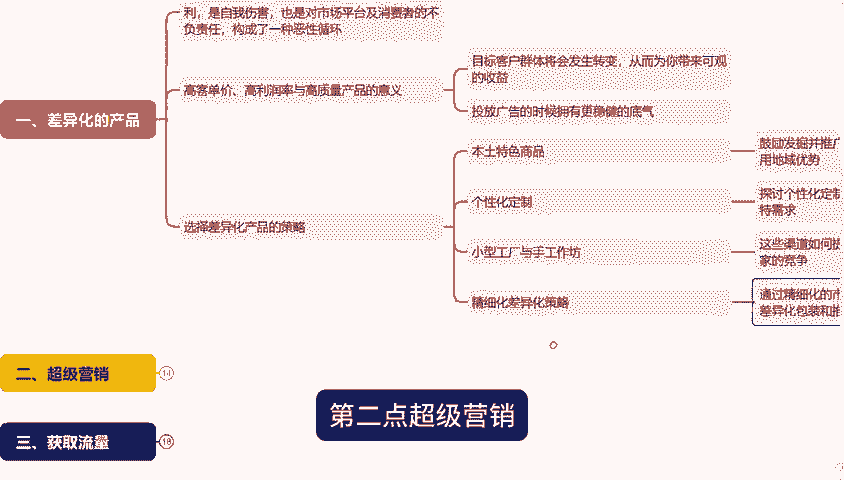 利，是自我伤害，也是对市场平台及消费者的不
负责任，构成了一种恶性循环
一、差异化的产品
高客单价、高利润率与高质量产品的意义
目标客户群体将会发生转变，从而为你带来可观
的收益
投放广告的时候拥有更稳健的底气
选择差异化产品的策略
本土特色商品
鼓励发掘并推广
用地域优势
个性化定制
探讨个性化定制
特需求
小型工厂与手工作坊
这些渠道如何
家的竞争
精细化差异化策略
通过精细化的市
差异化包装和
二、超级营销
三、获取流量
18
第二点超级营销